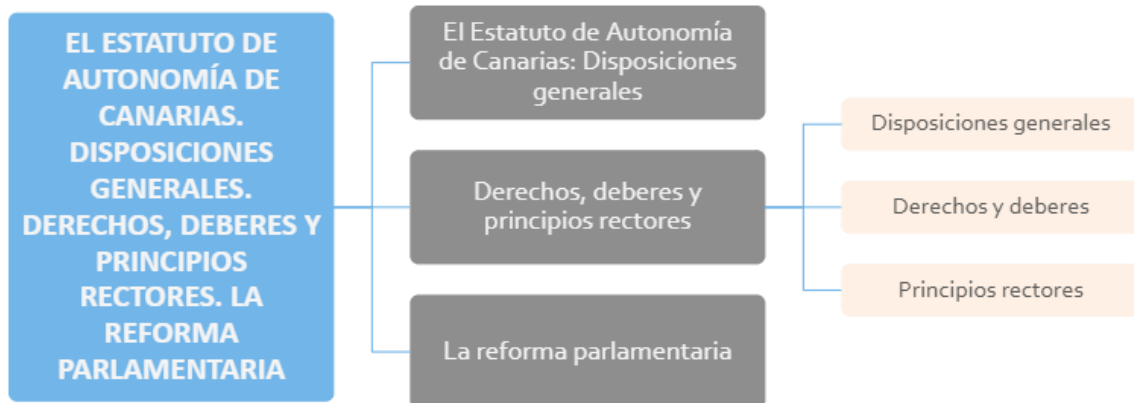 EL ESTATUTO DE
AUTONOMÍA DE
CANARIAS.
DISPOSICIONES
GENERALES.
DERECHOS, DEBERES Y
PRINCIPIOS
RECTORES. LA
REFORMA
PARLAMENTARIA
El Estatuto de Autonomía
de Canarias: Disposiciones
generales
Derechos, deberes y
principios rectores
Disposiciones generales
Derechos y deberes
Principios rectores
La reforma parlamentaria